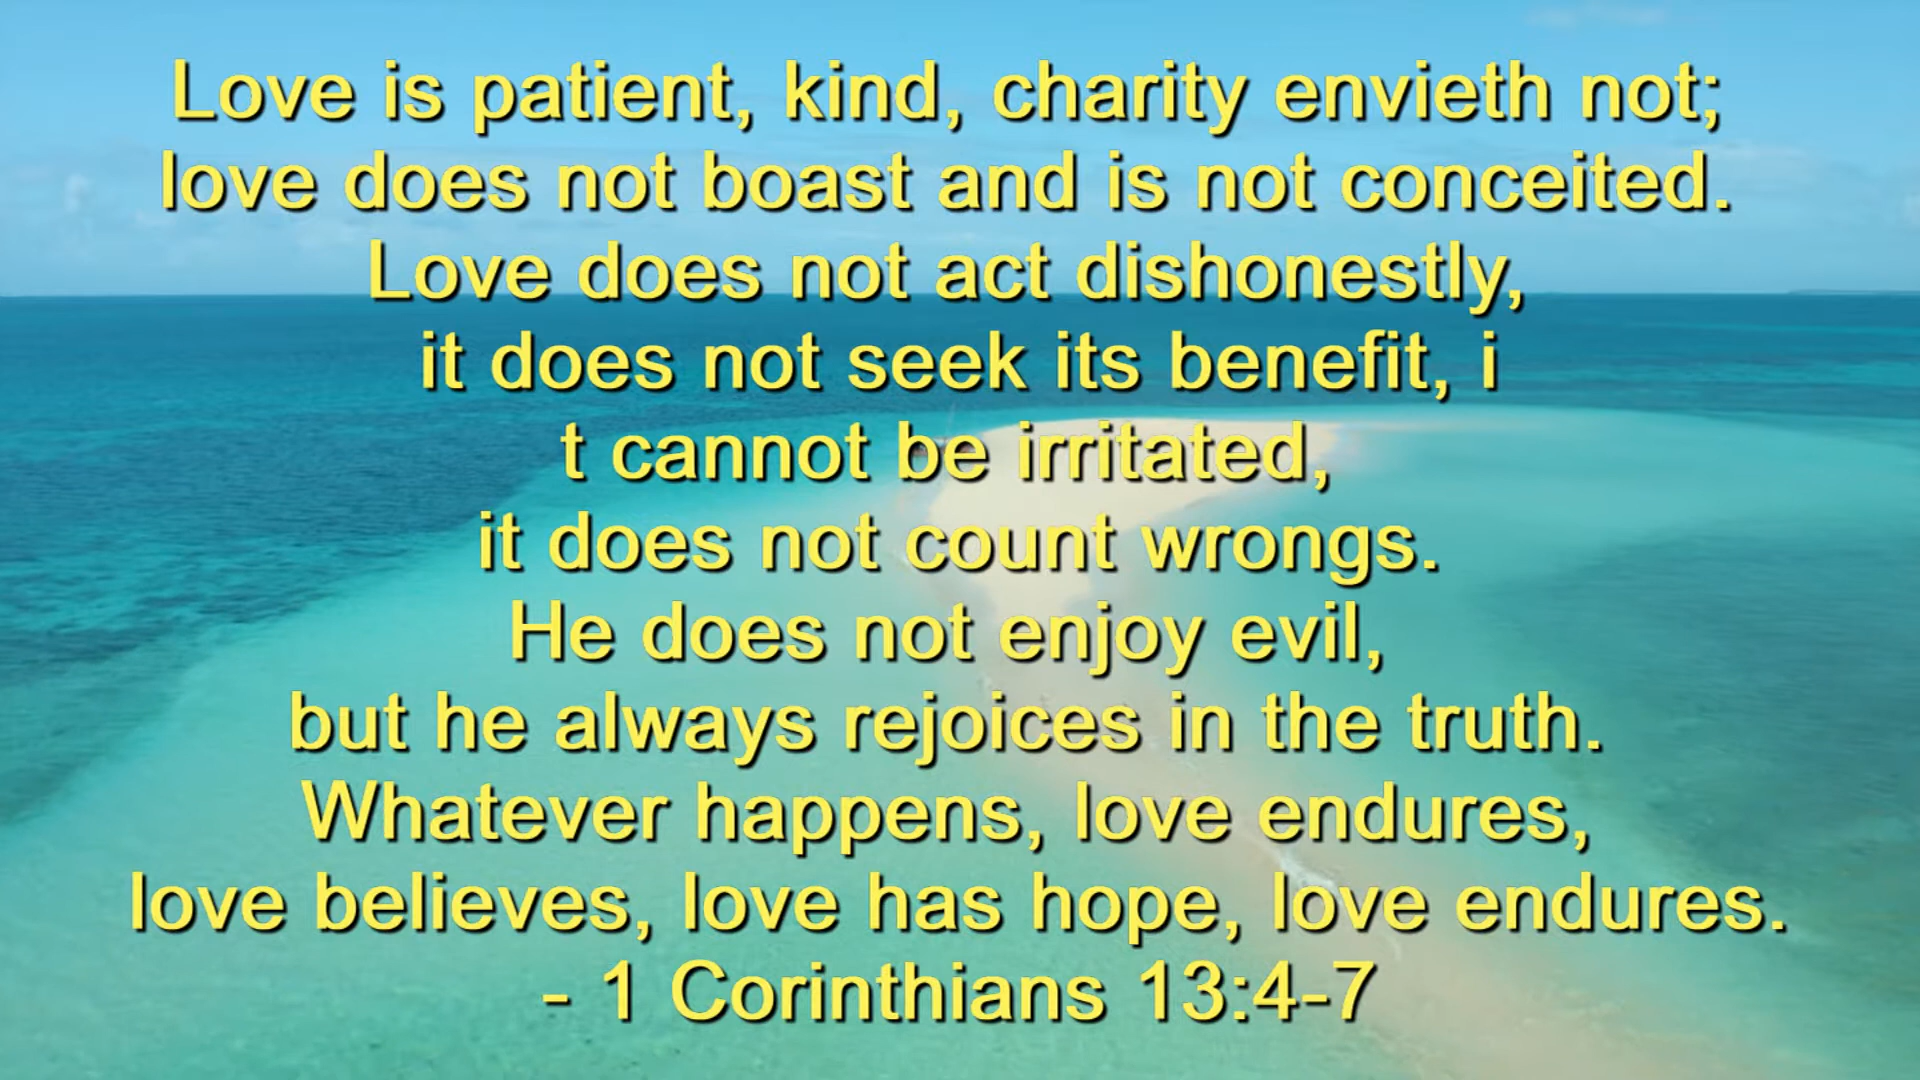 Love is patient, kind, charity envieth not;
love does not boast and is not conceited.
Love does not act dishonestly,
it does not seek its benefit, i
t cannot be irritated,
it does not count wrongs.
He does not enjoy evil,
but he always rejoices in the truth.
Whatever happens, love endures,
love believes, love has hope, love endures.
- 1 Corinthians 13:4-7